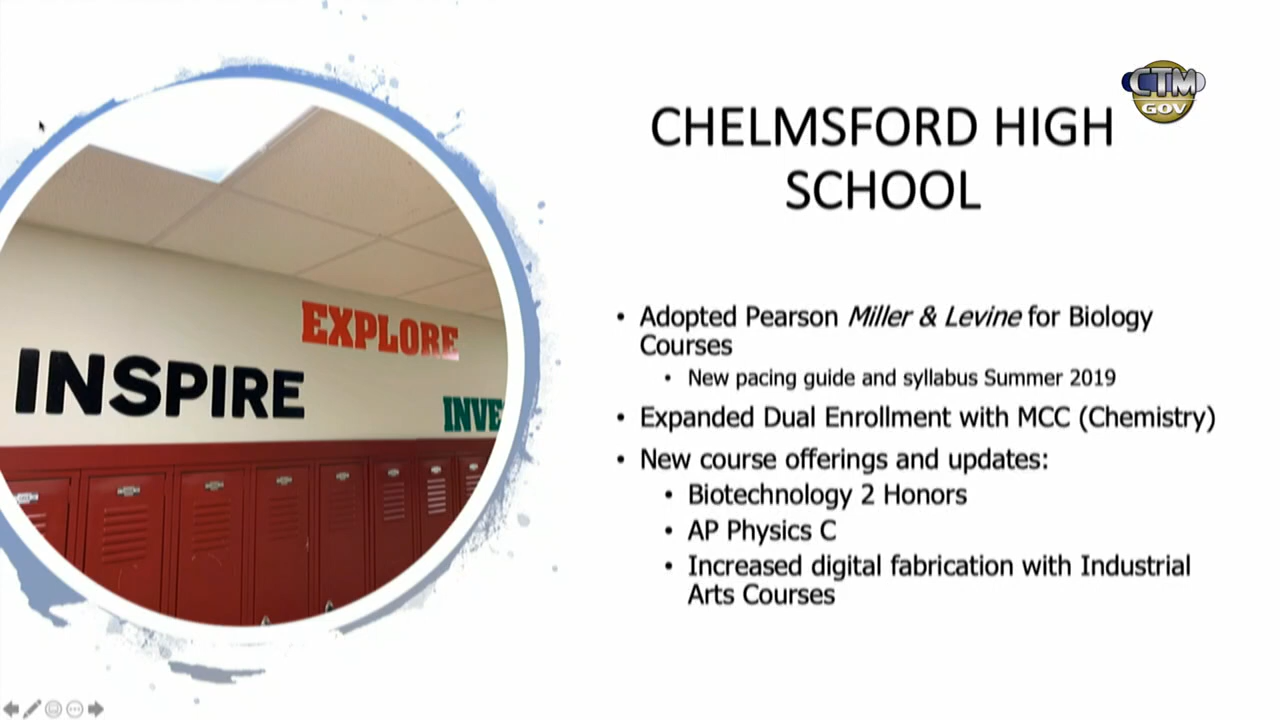 CTM
GOV
CHELMSFORD HIGH
SCHOOL
EXPLORE
INSPIRE
INVE
• Adopted Pearson Miller & Levine for Biology
Courses
• New pacing guide and syllabus Summer 2019
• Expanded Dual Enrollment with MCC (Chemistry)
• New course offerings and updates:
• Biotechnology 2 Honors
• AP Physics C
• Increased digital fabrication with Industrial
Arts Courses